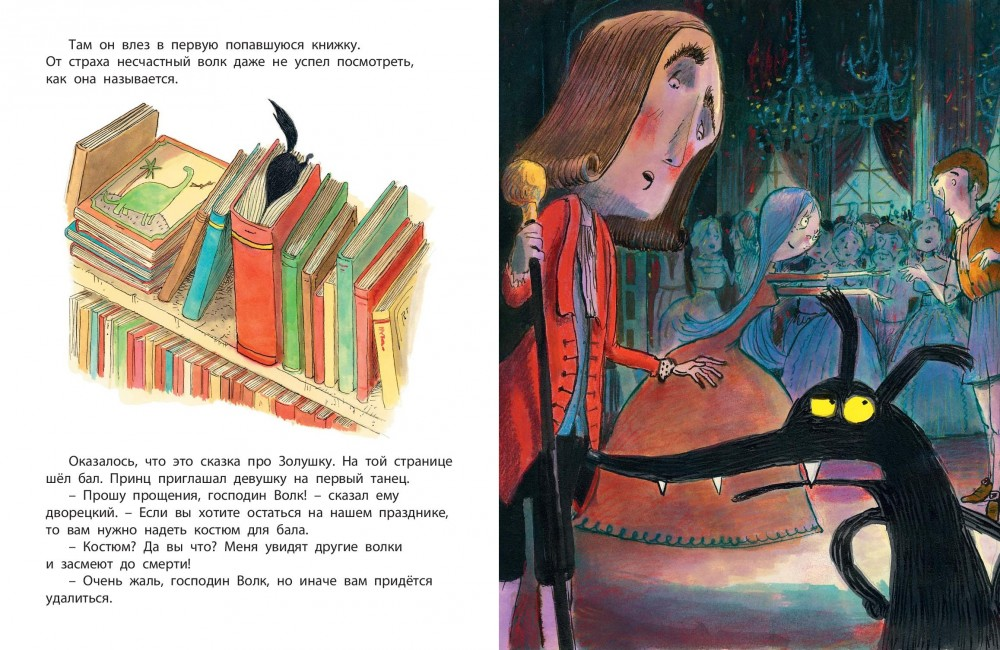 Там он влез в первую попавшуюся книжку.
От страха несчастный волк даже не успел посмотреть,
как она называется.
Оказалось, что это сказка про Золушку. На той странице
шёл бал. Принц приглашал девушку на первый танец.
– Прошу прощения, господин Волк! – сказал ему
дворецкий. – Если вы хотите остаться на нашем празднике,
то вам нужно надеть костюм для бала.
– Костюм? Да вы что? Меня увидят другие волки
и засмеют до смерти!
– Очень жаль, господин Волк, но иначе вам придётся
удалиться.